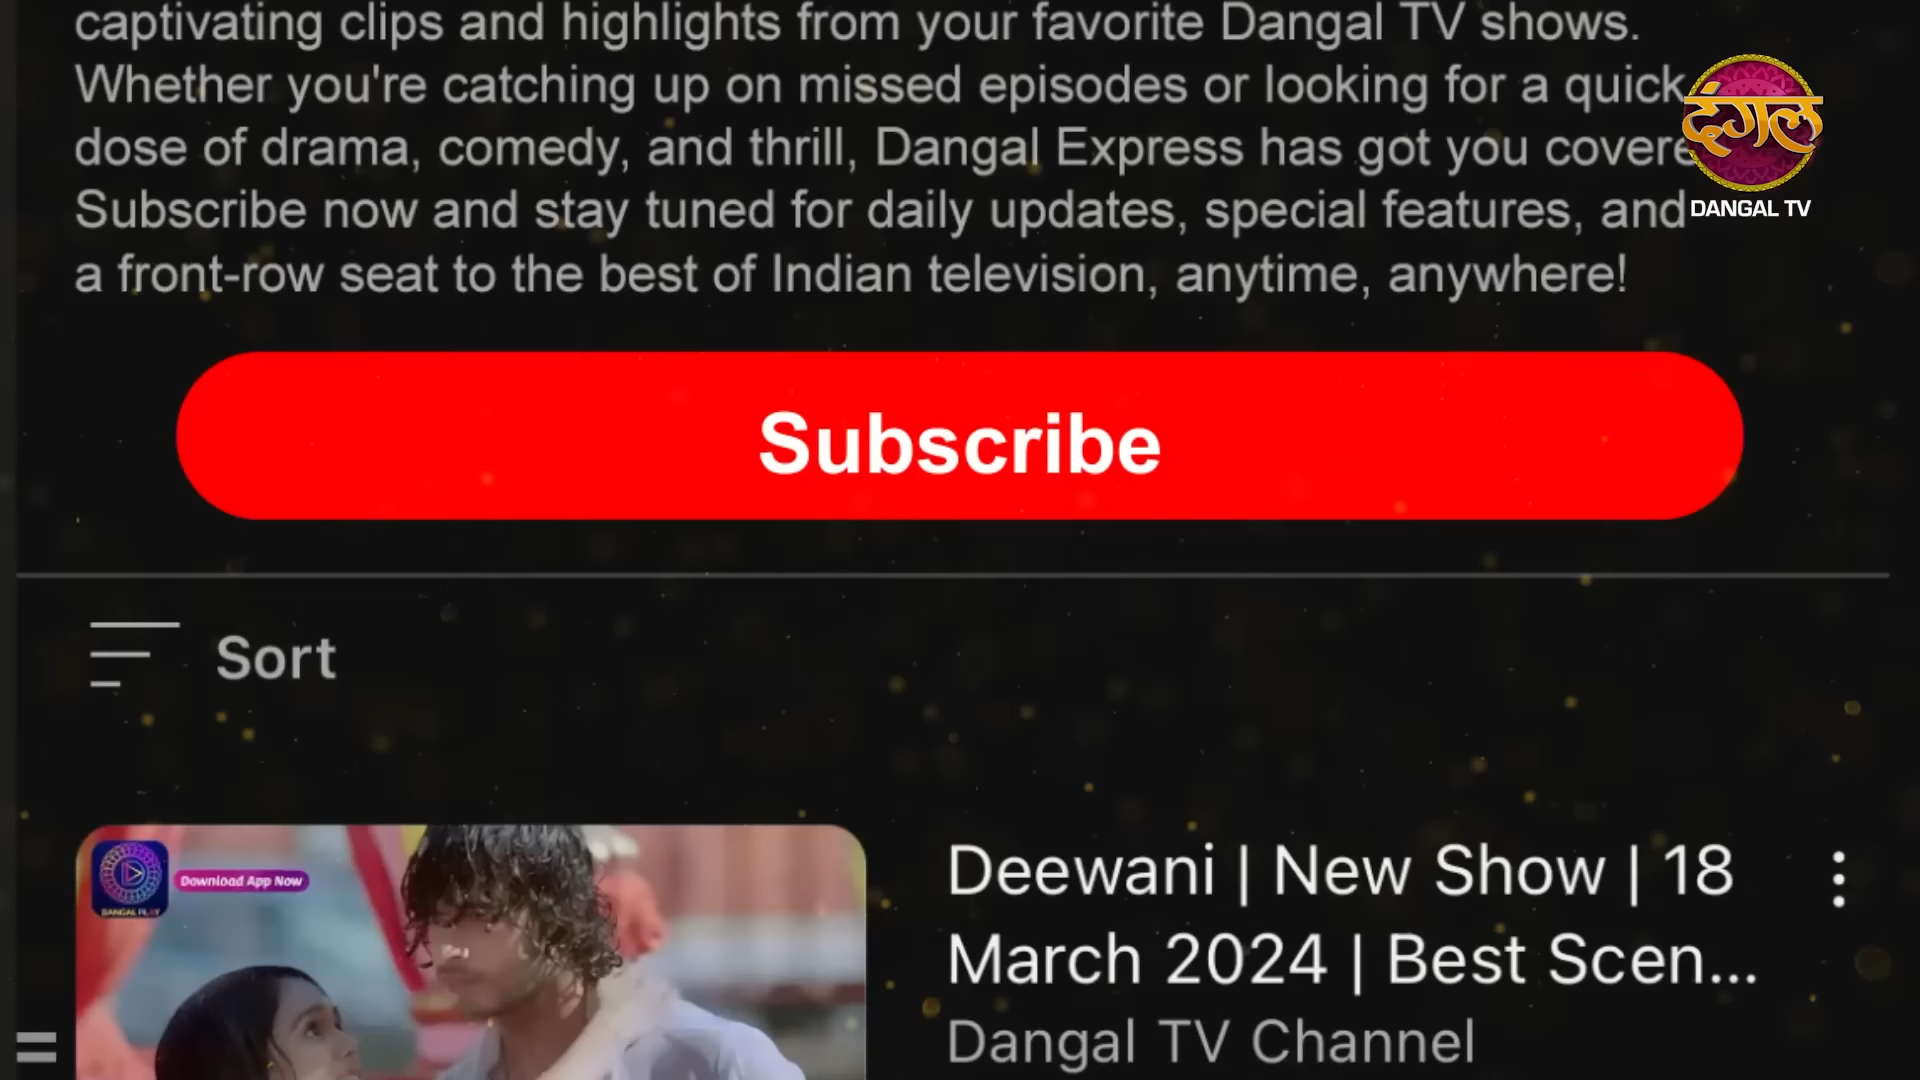 captivating clips and highlights from your favorite Dangal TV shows.
Whether you're catching up on missed episodes or looking for a quick
dose of drama, comedy, and thrill, Dangal Express has got you covere
Subscribe now and stay tuned for daily updates, special features, and
a front-row seat to the best of Indian television, anytime, anywhere!
दंगल
DANGAL TV
Subscribe
Sort
Download App Now
DANGAL PLAY
Deewani | New Show | 18
March 2024 | Best Scen...
Dangal TV Channel